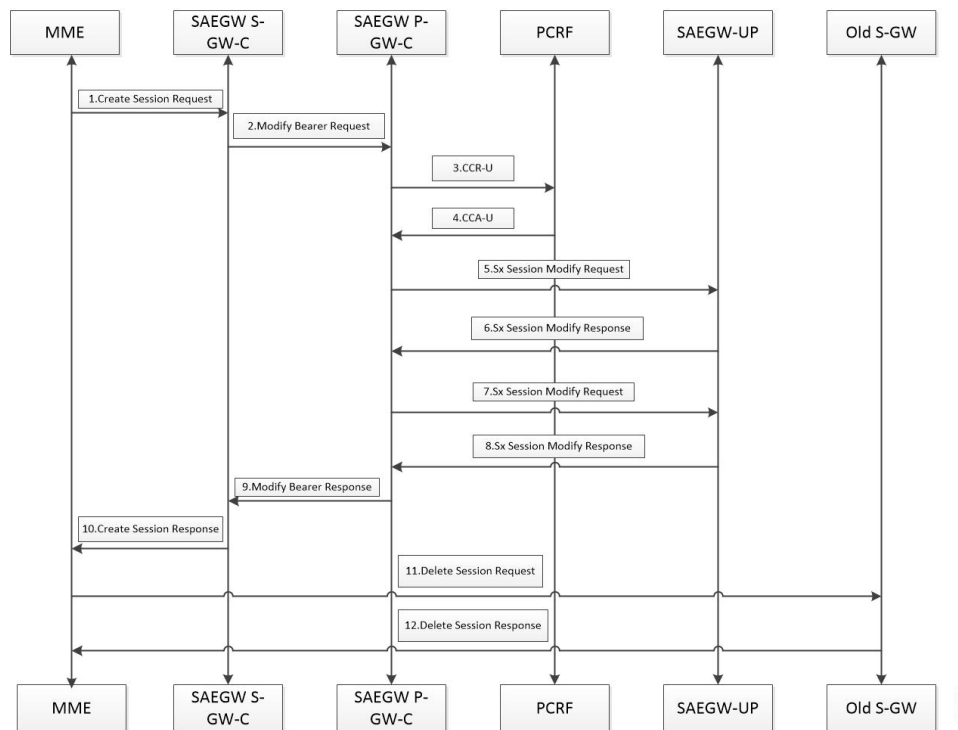 MME
SAEGW S-
GW-C
SAEGW P-
GW-C
PCRF
SAEGW-UP
Old S-GW
1.Create Session Request
2.Modify Bearer Request
3.CCR-U
4.CCA-U
5.Sx Session Modify Request
6.Sx Session Modify Response
7.Sx Session Modify Request
8.Sx Session Modify Response
9.Modify Bearer Response
10.Create Session Response
11.Delete Session Request
12.Delete Session Response
MME
SAEGW S-
GW-C
SAEGW P-
GW-C
PCRF
SAEGW-UP
Old S-GW